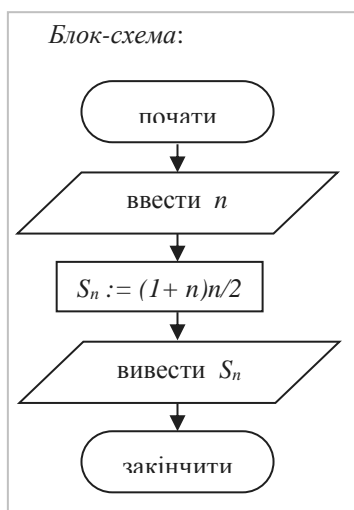 Блок-схема:
почати
ввести n
Sₙ := (1+ n)n/2
вивести Sₙ
закінчити